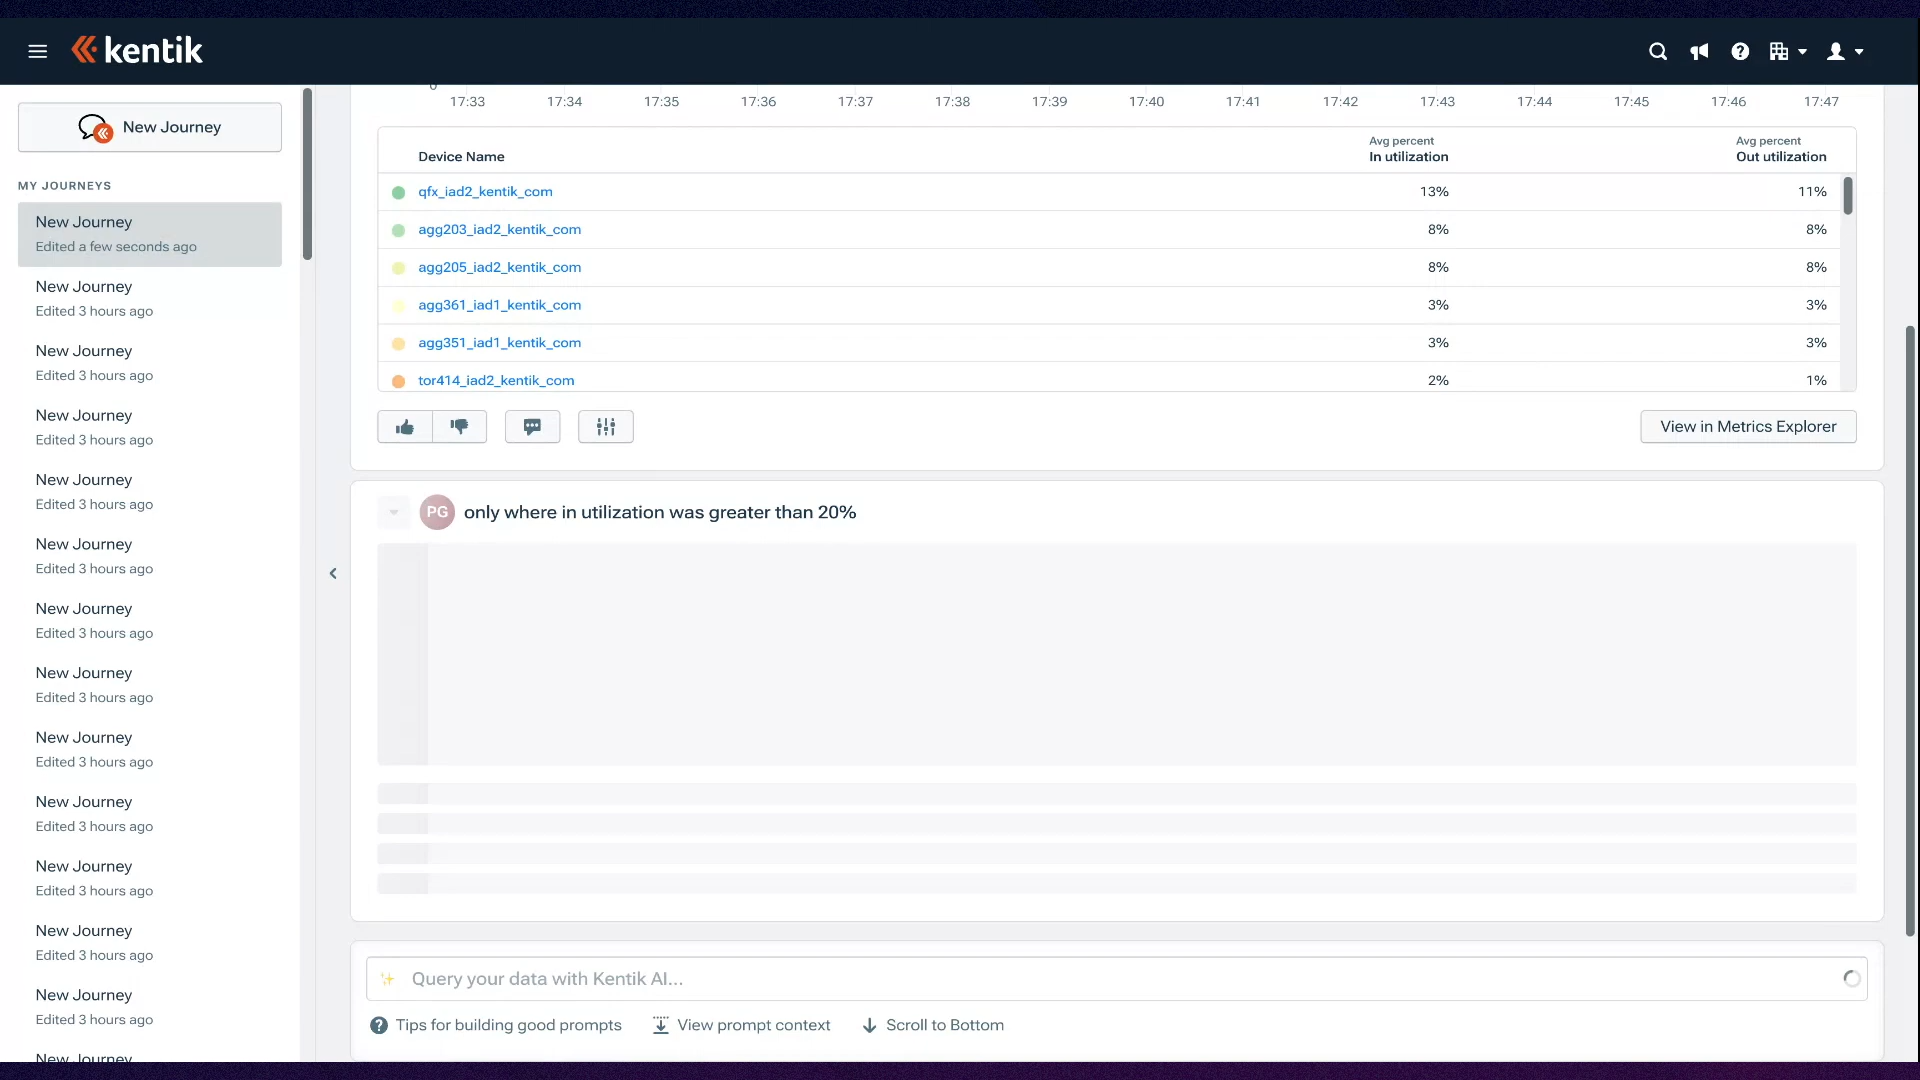 kentik
New Journey
MY JOURNEYS
New Journey
Edited a few seconds ago
New Journey
Edited 3 hours ago
New Journey
Edited 3 hours ago
New Journey
Edited 3 hours ago
New Journey
Edited 3 hours ago
New Journey
Edited 3 hours ago
New Journey
Edited 3 hours ago
New Journey
Edited 3 hours ago
New Journey
Edited 3 hours ago
New Journey
Edited 3 hours ago
New Journey
Edited 3 hours ago
New Journey
Edited 3 hours ago
New Journey
Edited 3 hours ago
New Journey
0
17:33 17:34 17:35 17:36 17:37 17:38 17:39 17:40 17:41 17:42 17:43 17:44 17:45 17:46 17:47
Avg percent Avg percent
Device Name In utilization Out utilization
qfx_iad2_kentik_com 13% 11%
agg203_iad2_kentik_com 8% 8%
agg205_iad2_kentik_com 8% 8%
agg361_iad1_kentik_com 3% 3%
agg351_iad1_kentik_com 3% 3%
tor414_iad2_kentik_com 2% 1%
View in Metrics Explorer
PG only where in utilization was greater than 20%
Query your data with Kentik AI...
Tips for building good prompts View prompt context Scroll to Bottom